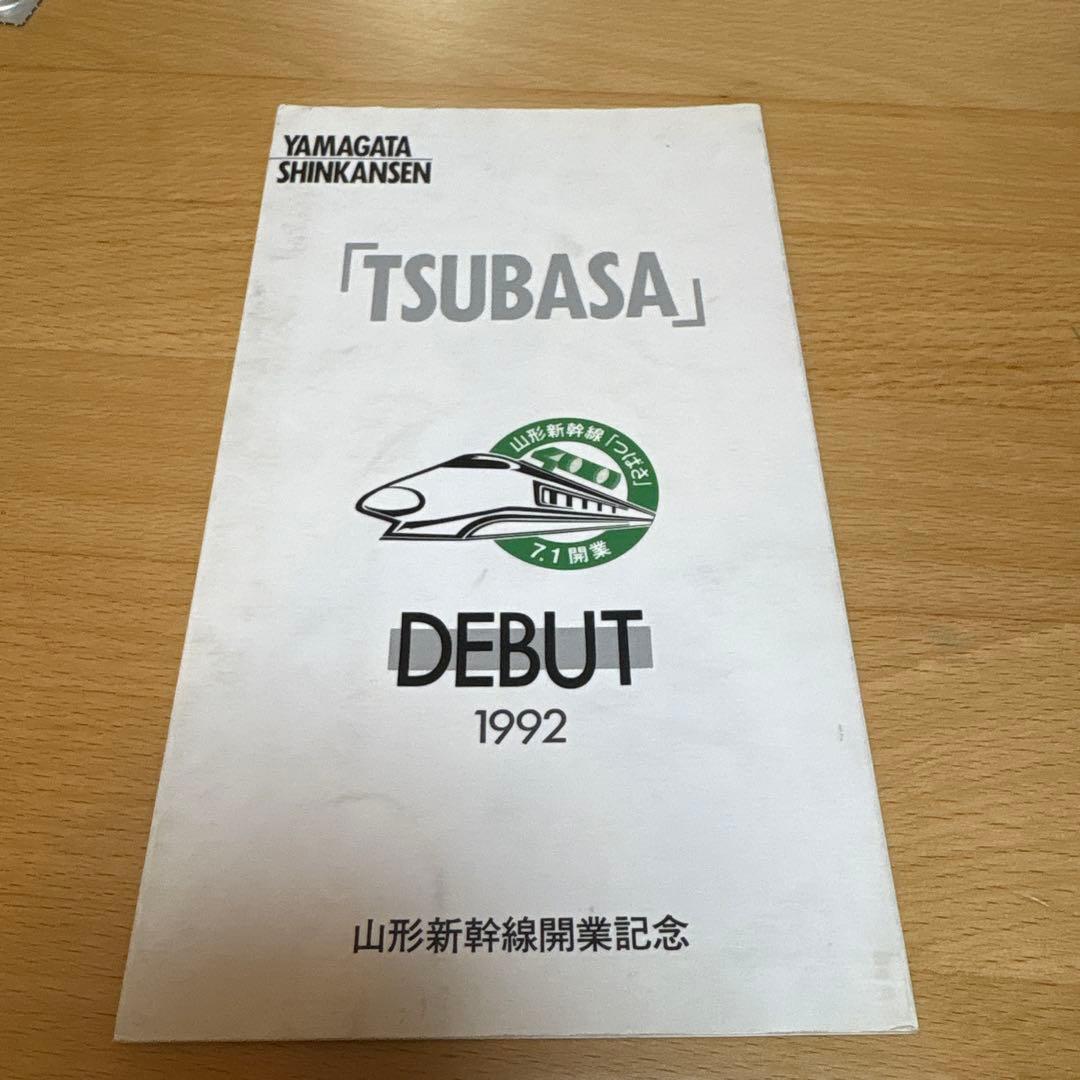 YAMAGATA
SHINKANSEN
「TSUBASA」
山形新幹線「つばさ」
400
7.1開業
DEBUT
1992
山形新幹線開業記念